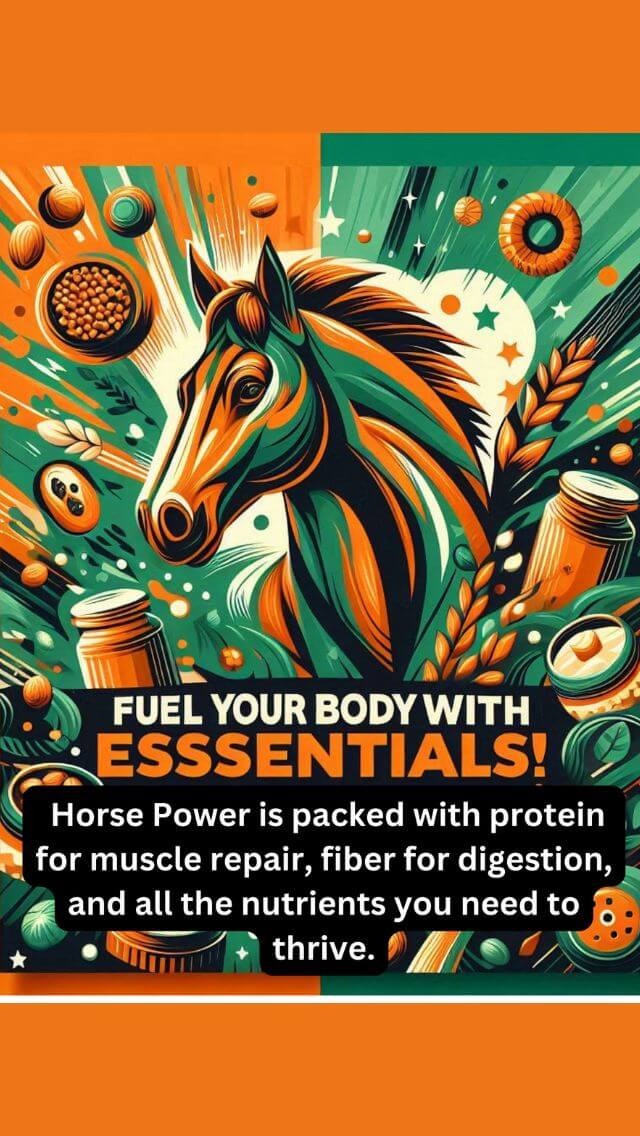 FUEL YOUR BODY WITH
ESSSENTIALS!
Horse Power is packed with protein
for muscle repair, fiber for digestion,
and all the nutrients you need to
thrive.